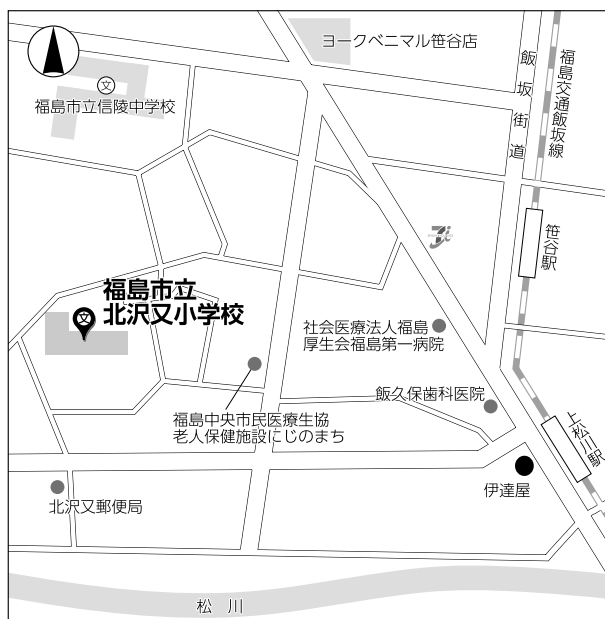 ヨークベニマル笹谷店
飯坂街道
福島交通飯坂線
文
福島市立信陵中学校
笹谷駅
文
福島市立
北沢又小学校
社会医療法人福島
厚生会福島第一病院
飯久保歯科医院
福島中央市民医療生協
老人保健施設にじのまち
上松川駅
伊達屋
北沢又郵便局
松川